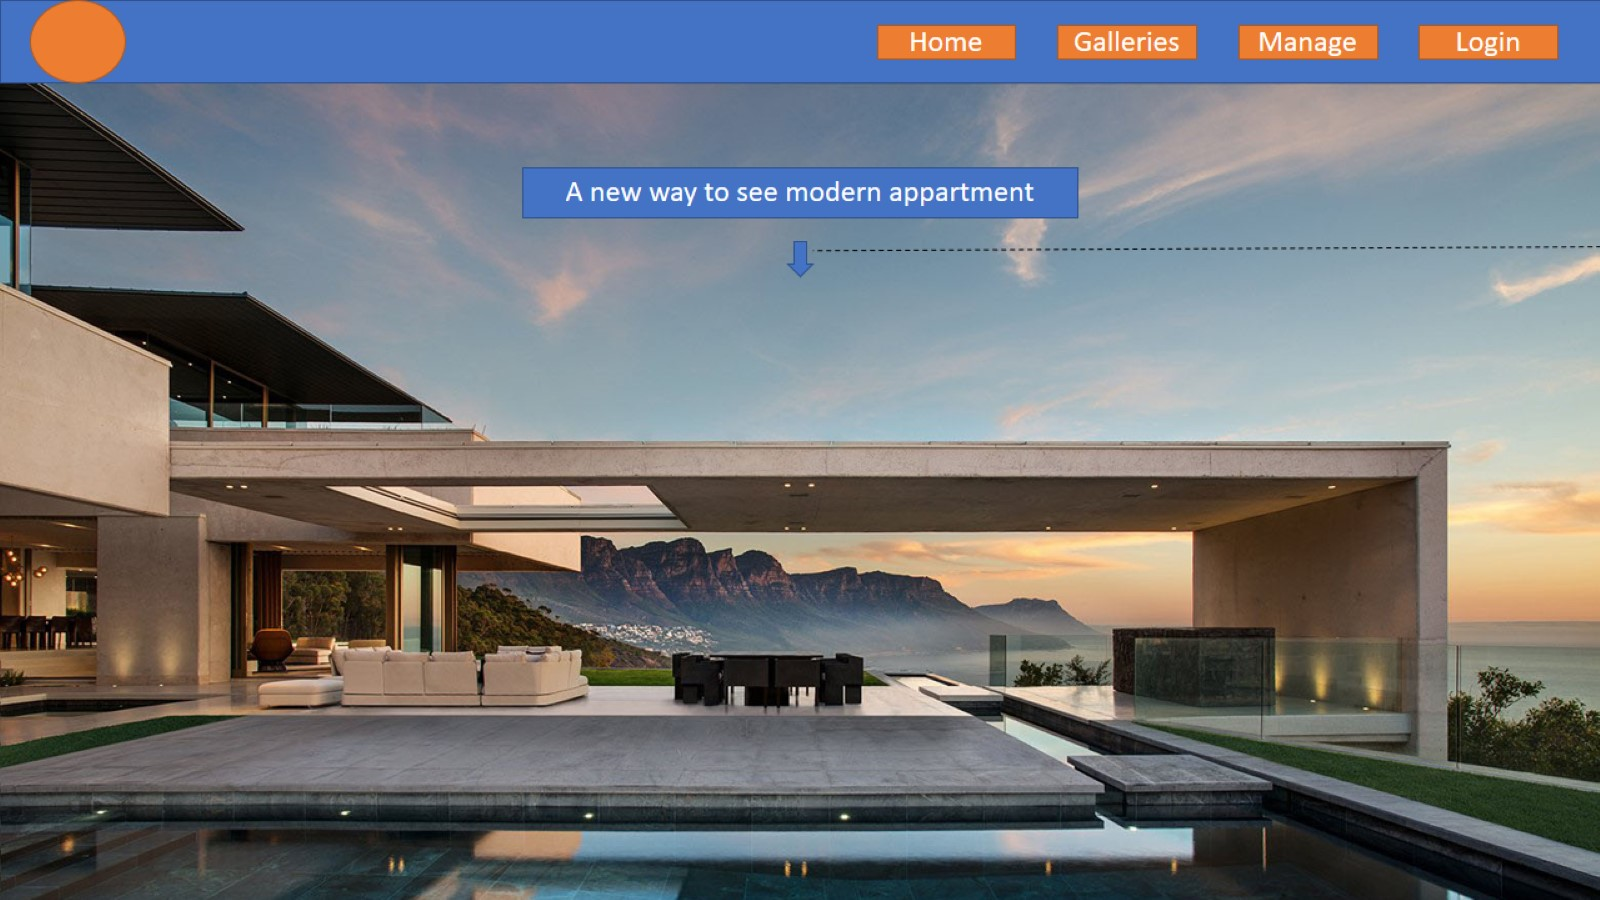 Home
Galleries
Manage
Login
A new way to see modern appartment